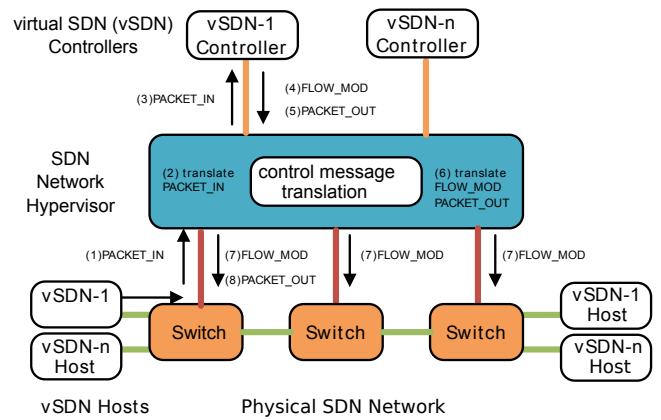 virtual SDN (vSDN)
Controllers
vSDN-1
Controller
vSDN-n
Controller
(3)PACKET_IN
(4)FLOW_MOD
(5)PACKET_OUT
SDN
Network
Hypervisor
(2) translate
PACKET_IN
control message
translation
(6) translate
FLOW_MOD
PACKET_OUT
(1)PACKET_IN
(7)FLOW_MOD
(8)PACKET_OUT
(7)FLOW_MOD
(7)FLOW_MOD
vSDN-1
vSDN-n
Host
Switch
Switch
Switch
vSDN-1
Host
vSDN-n
Host
vSDN Hosts
Physical SDN Network